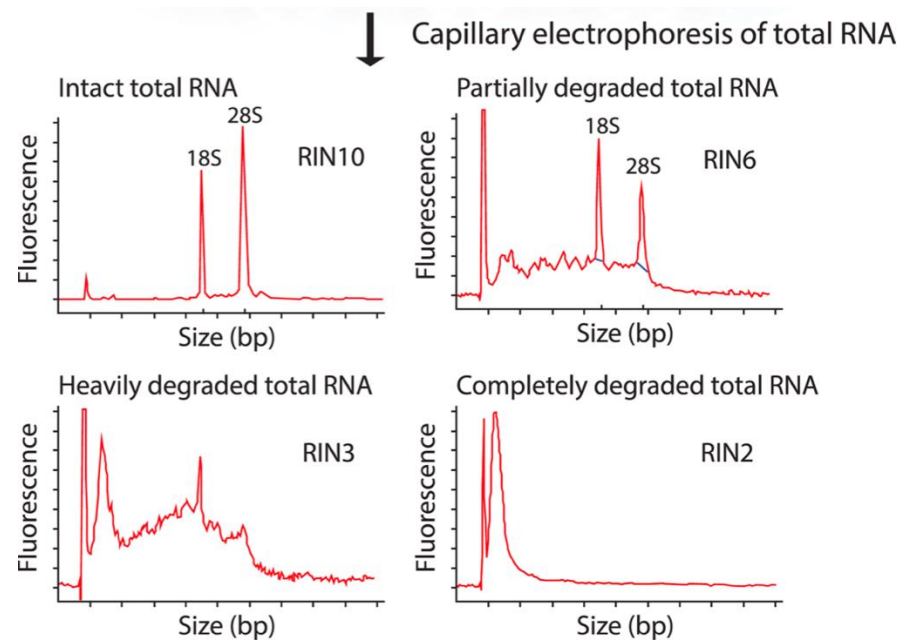 Capillary electrophoresis of total RNA
Intact total RNA
Fluorescence
18S
28S
RIN10
Size (bp)
Partially degraded total RNA
Fluorescence
18S
28S
RIN6
Size (bp)
Heavily degraded total RNA
Fluorescence
RIN3
Size (bp)
Completely degraded total RNA
Fluorescence
RIN2
Size (bp)